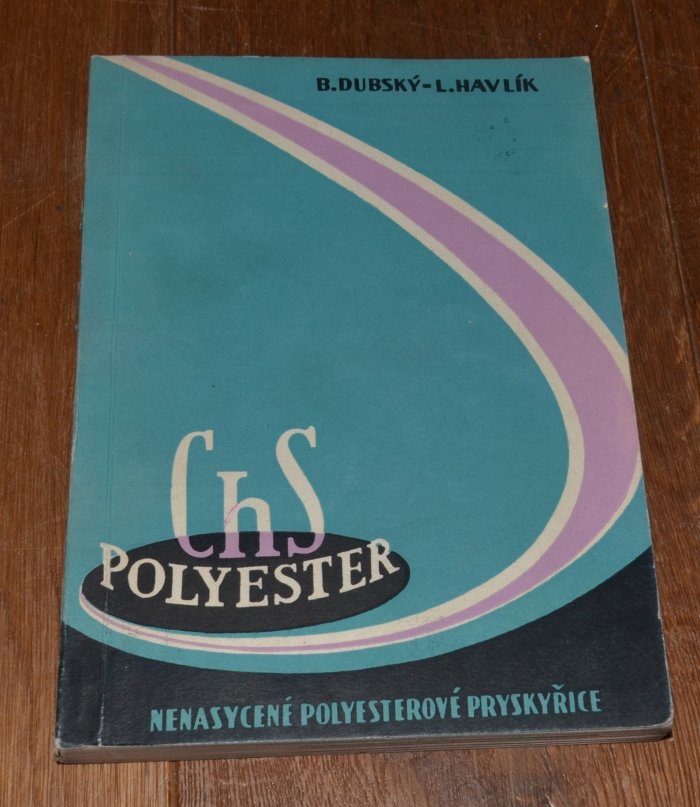 B. DUBSKÝ-L. HAVLÍK
ChS
POLYESTER
NENASYCENÉ POLYESTEROVÉ PRYSKYŘICE